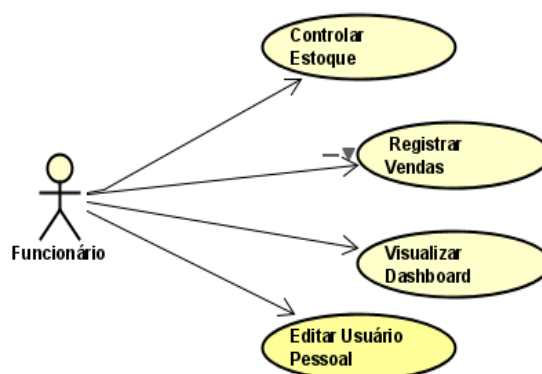 Controlar
Estoque
Registrar
Vendas
Funcionário
Visualizar
Dashboard
Editar Usuário
Pessoal